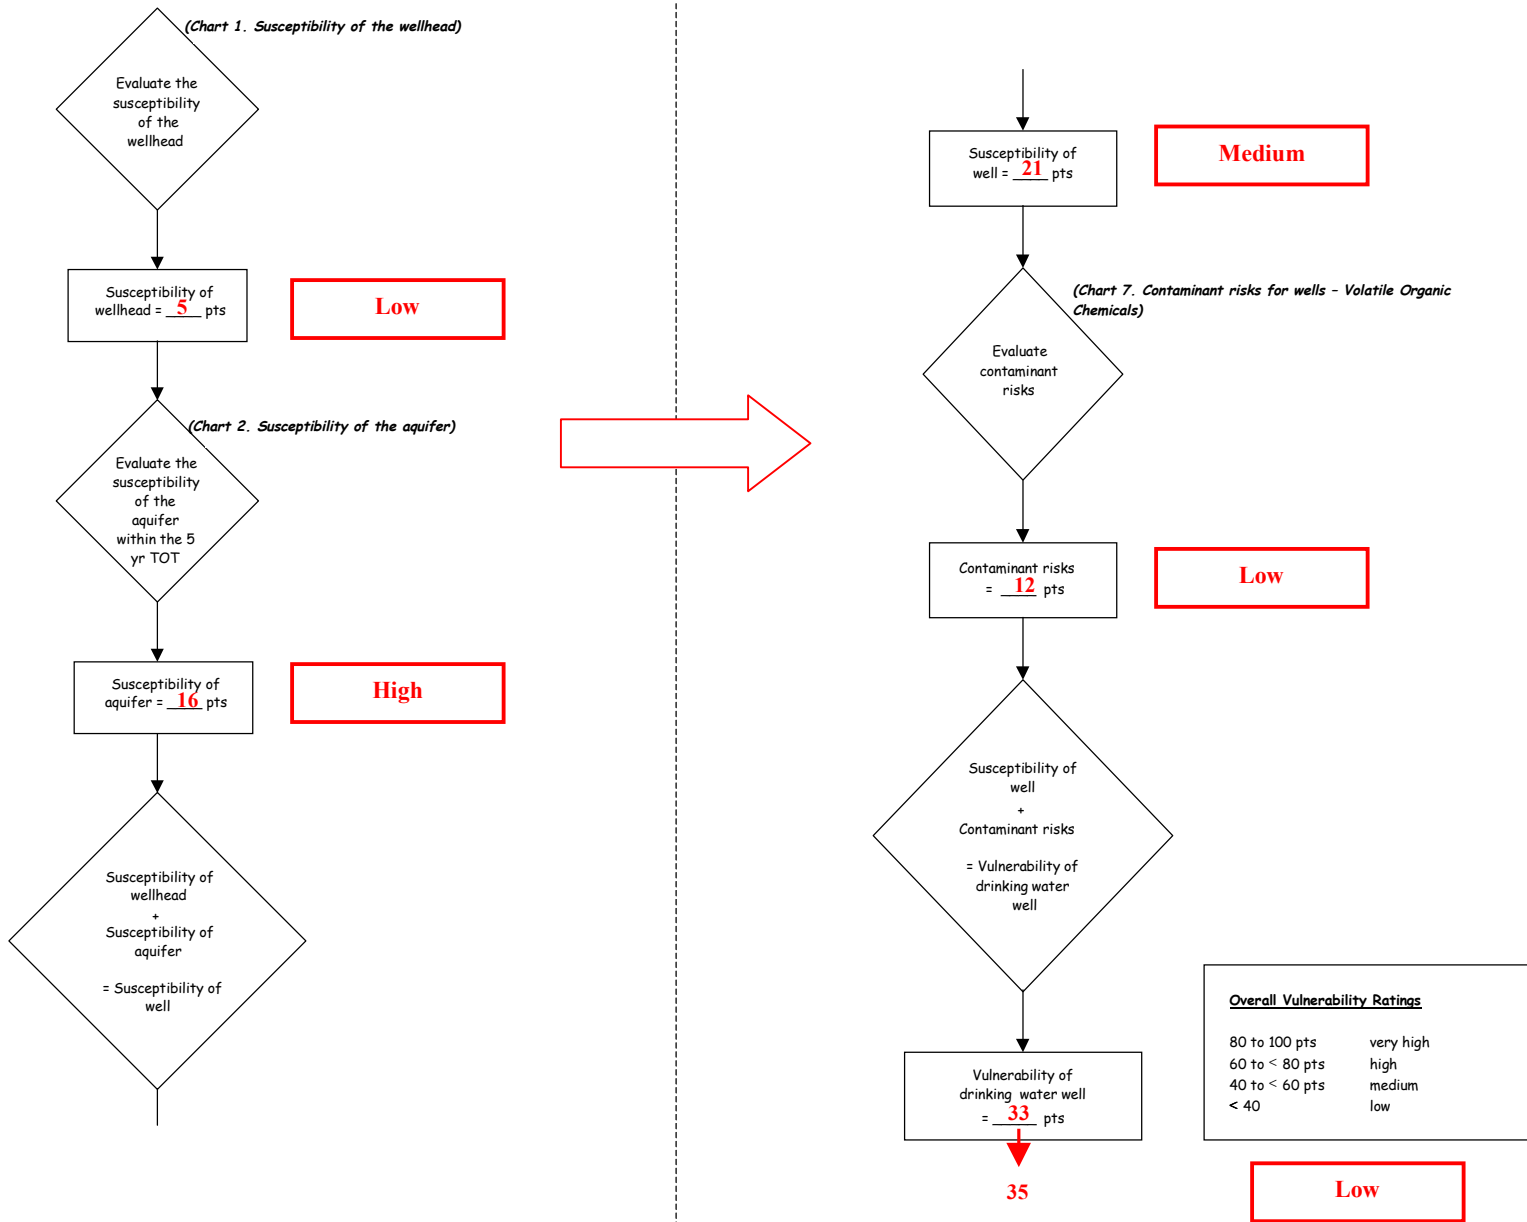 (Chart 1. Susceptibility of the wellhead)
Evaluate the
susceptibility
of the
wellhead
Susceptibility of
wellhead = 5 pts
Low
(Chart 2. Susceptibility of the aquifer)
Evaluate the
susceptibility
of the
aquifer
within the 5
yr TOT
Susceptibility of
aquifer = 16 pts
High
Susceptibility of
wellhead
+
Susceptibility of
aquifer
= Susceptibility of
well
Susceptibility of
well = 21 pts
Medium
(Chart 7. Contaminant risks for wells – Volatile Organic
Chemicals)
Evaluate
contaminant
risks
Contaminant risks
= 12 pts
Low
Susceptibility of
well
+
Contaminant risks
= Vulnerability of
drinking water
well
Vulnerability of
drinking water well
= 33 pts
35
Overall Vulnerability Ratings
80 to 100 pts very high
60 to < 80 pts high
40 to < 60 pts medium
< 40 low
Low